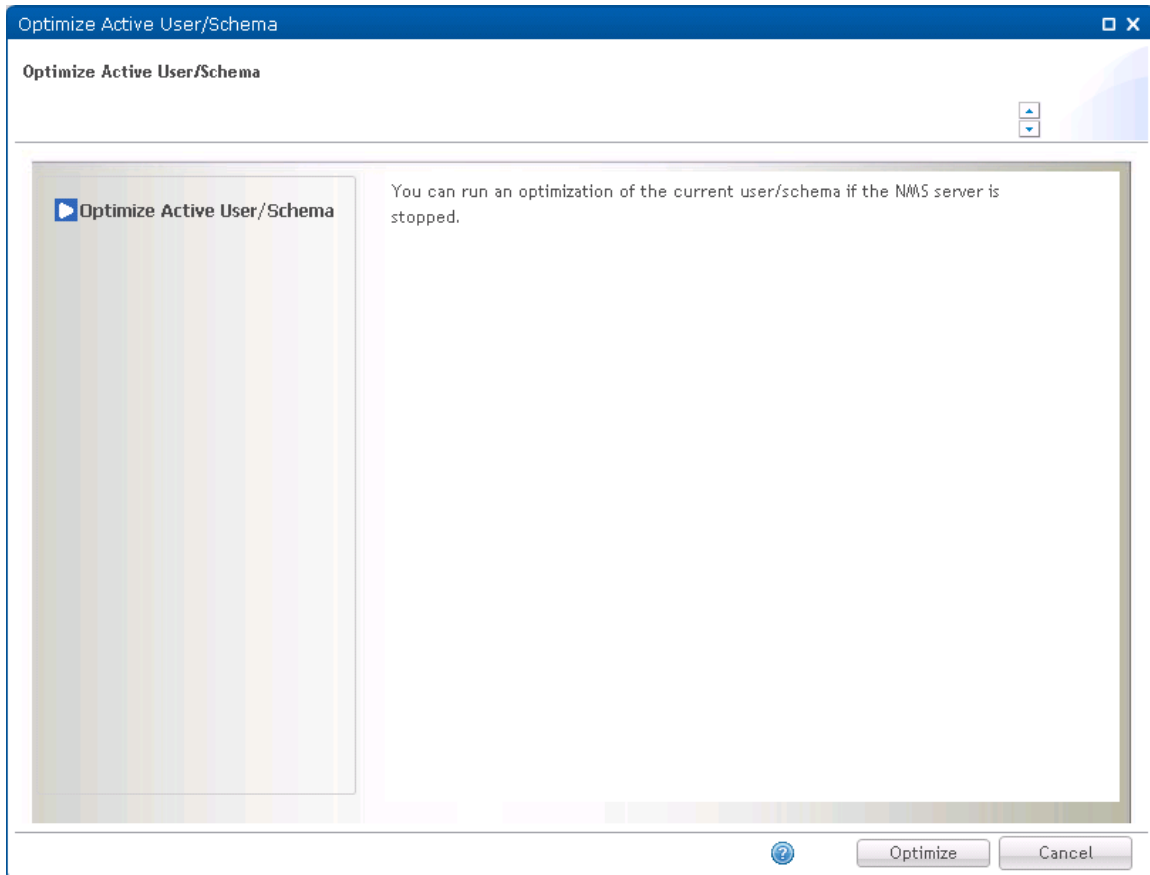 Optimize Active User/Schema
Optimize Active User/Schema
Optimize Active User/Schema
You can run an optimization of the current user/schema if the NMS server is
stopped.
Optimize
Cancel